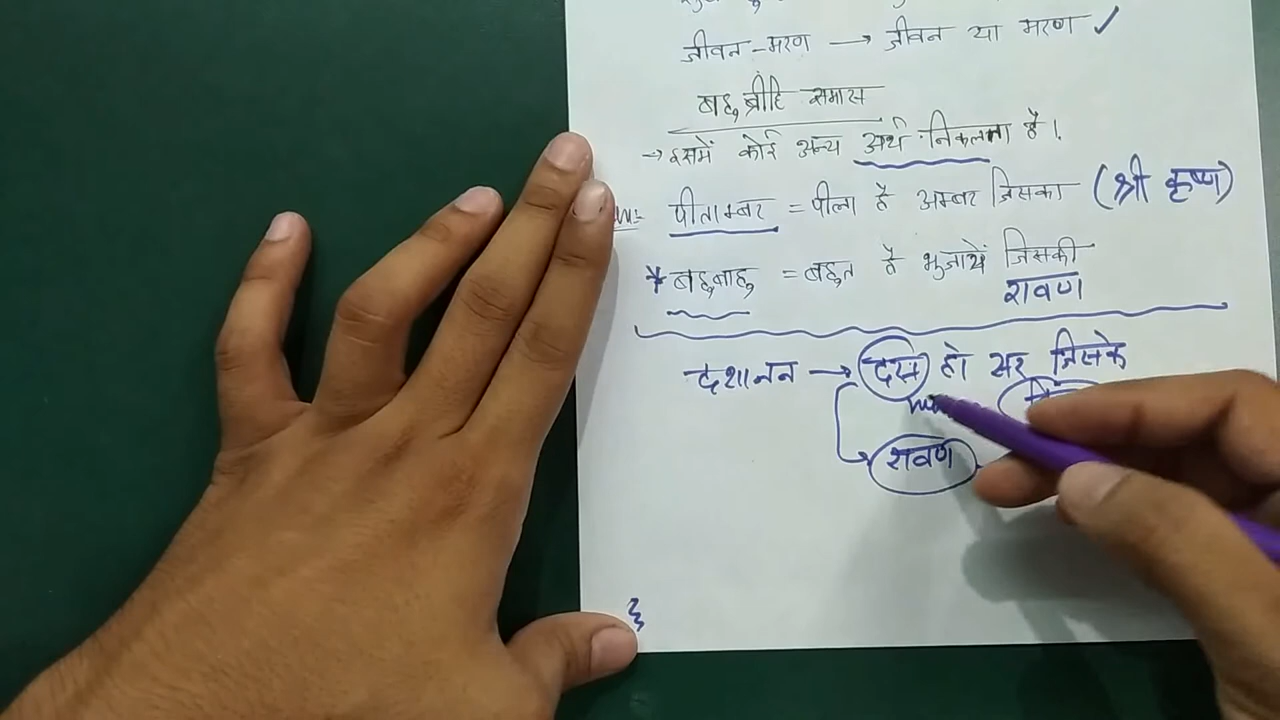 जीवन-मरण → जीवन या मरण ✓
बहुब्रीहि समास
→ इसमें कोई अन्य अर्थ निकलता है।
पीताम्बर = पीला है अम्बर जिसका (श्री कृष्ण)
* बहुबाहु = बहुत है भुजायें जिसकी
रावण
दशानन → दस हो सर जिसके
रावण